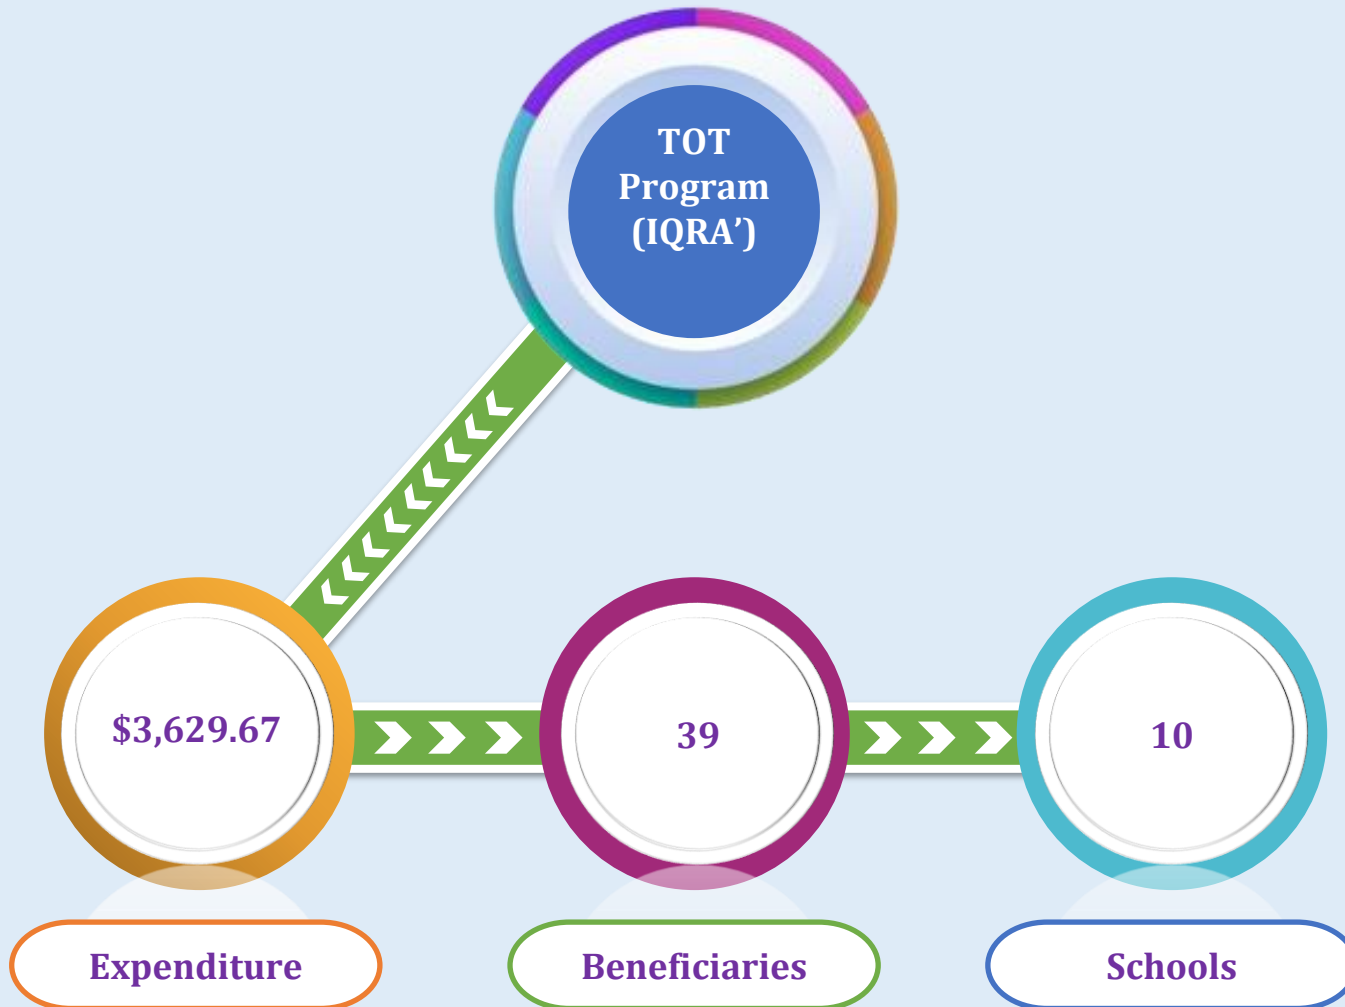 TOT
Program
(IQRA’)
$3,629.67
39
10
Expenditure
Beneficiaries
Schools